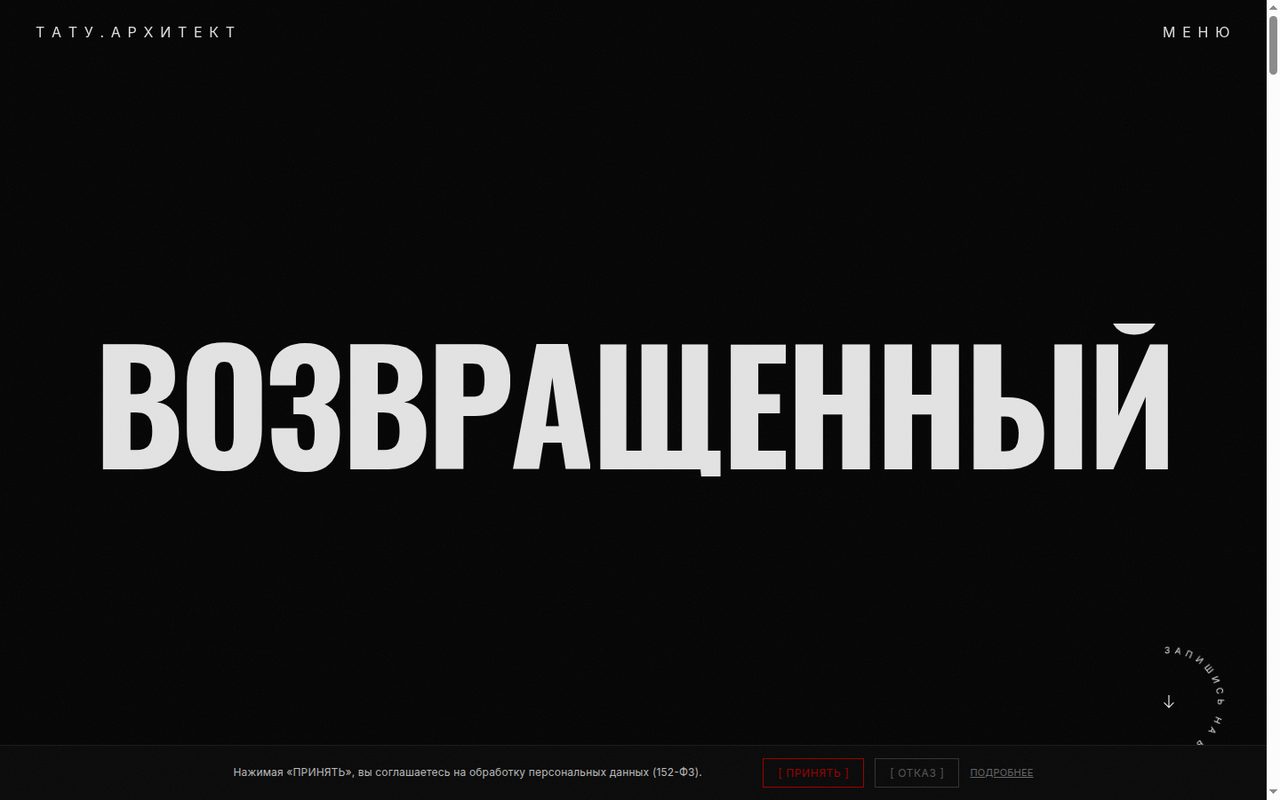 ТАТУ.АРХИТЕКТ
МЕНЮ
ВОЗВРАЩЕННЫЙ
ЗАПИШИСЬ НА
Нажимая «ПРИНЯТЬ», вы соглашаетесь на обработку персональных данных (152-ФЗ).
[ ПРИНЯТЬ ]
[ ОТКАЗ ]
ПОДРОБНЕЕ